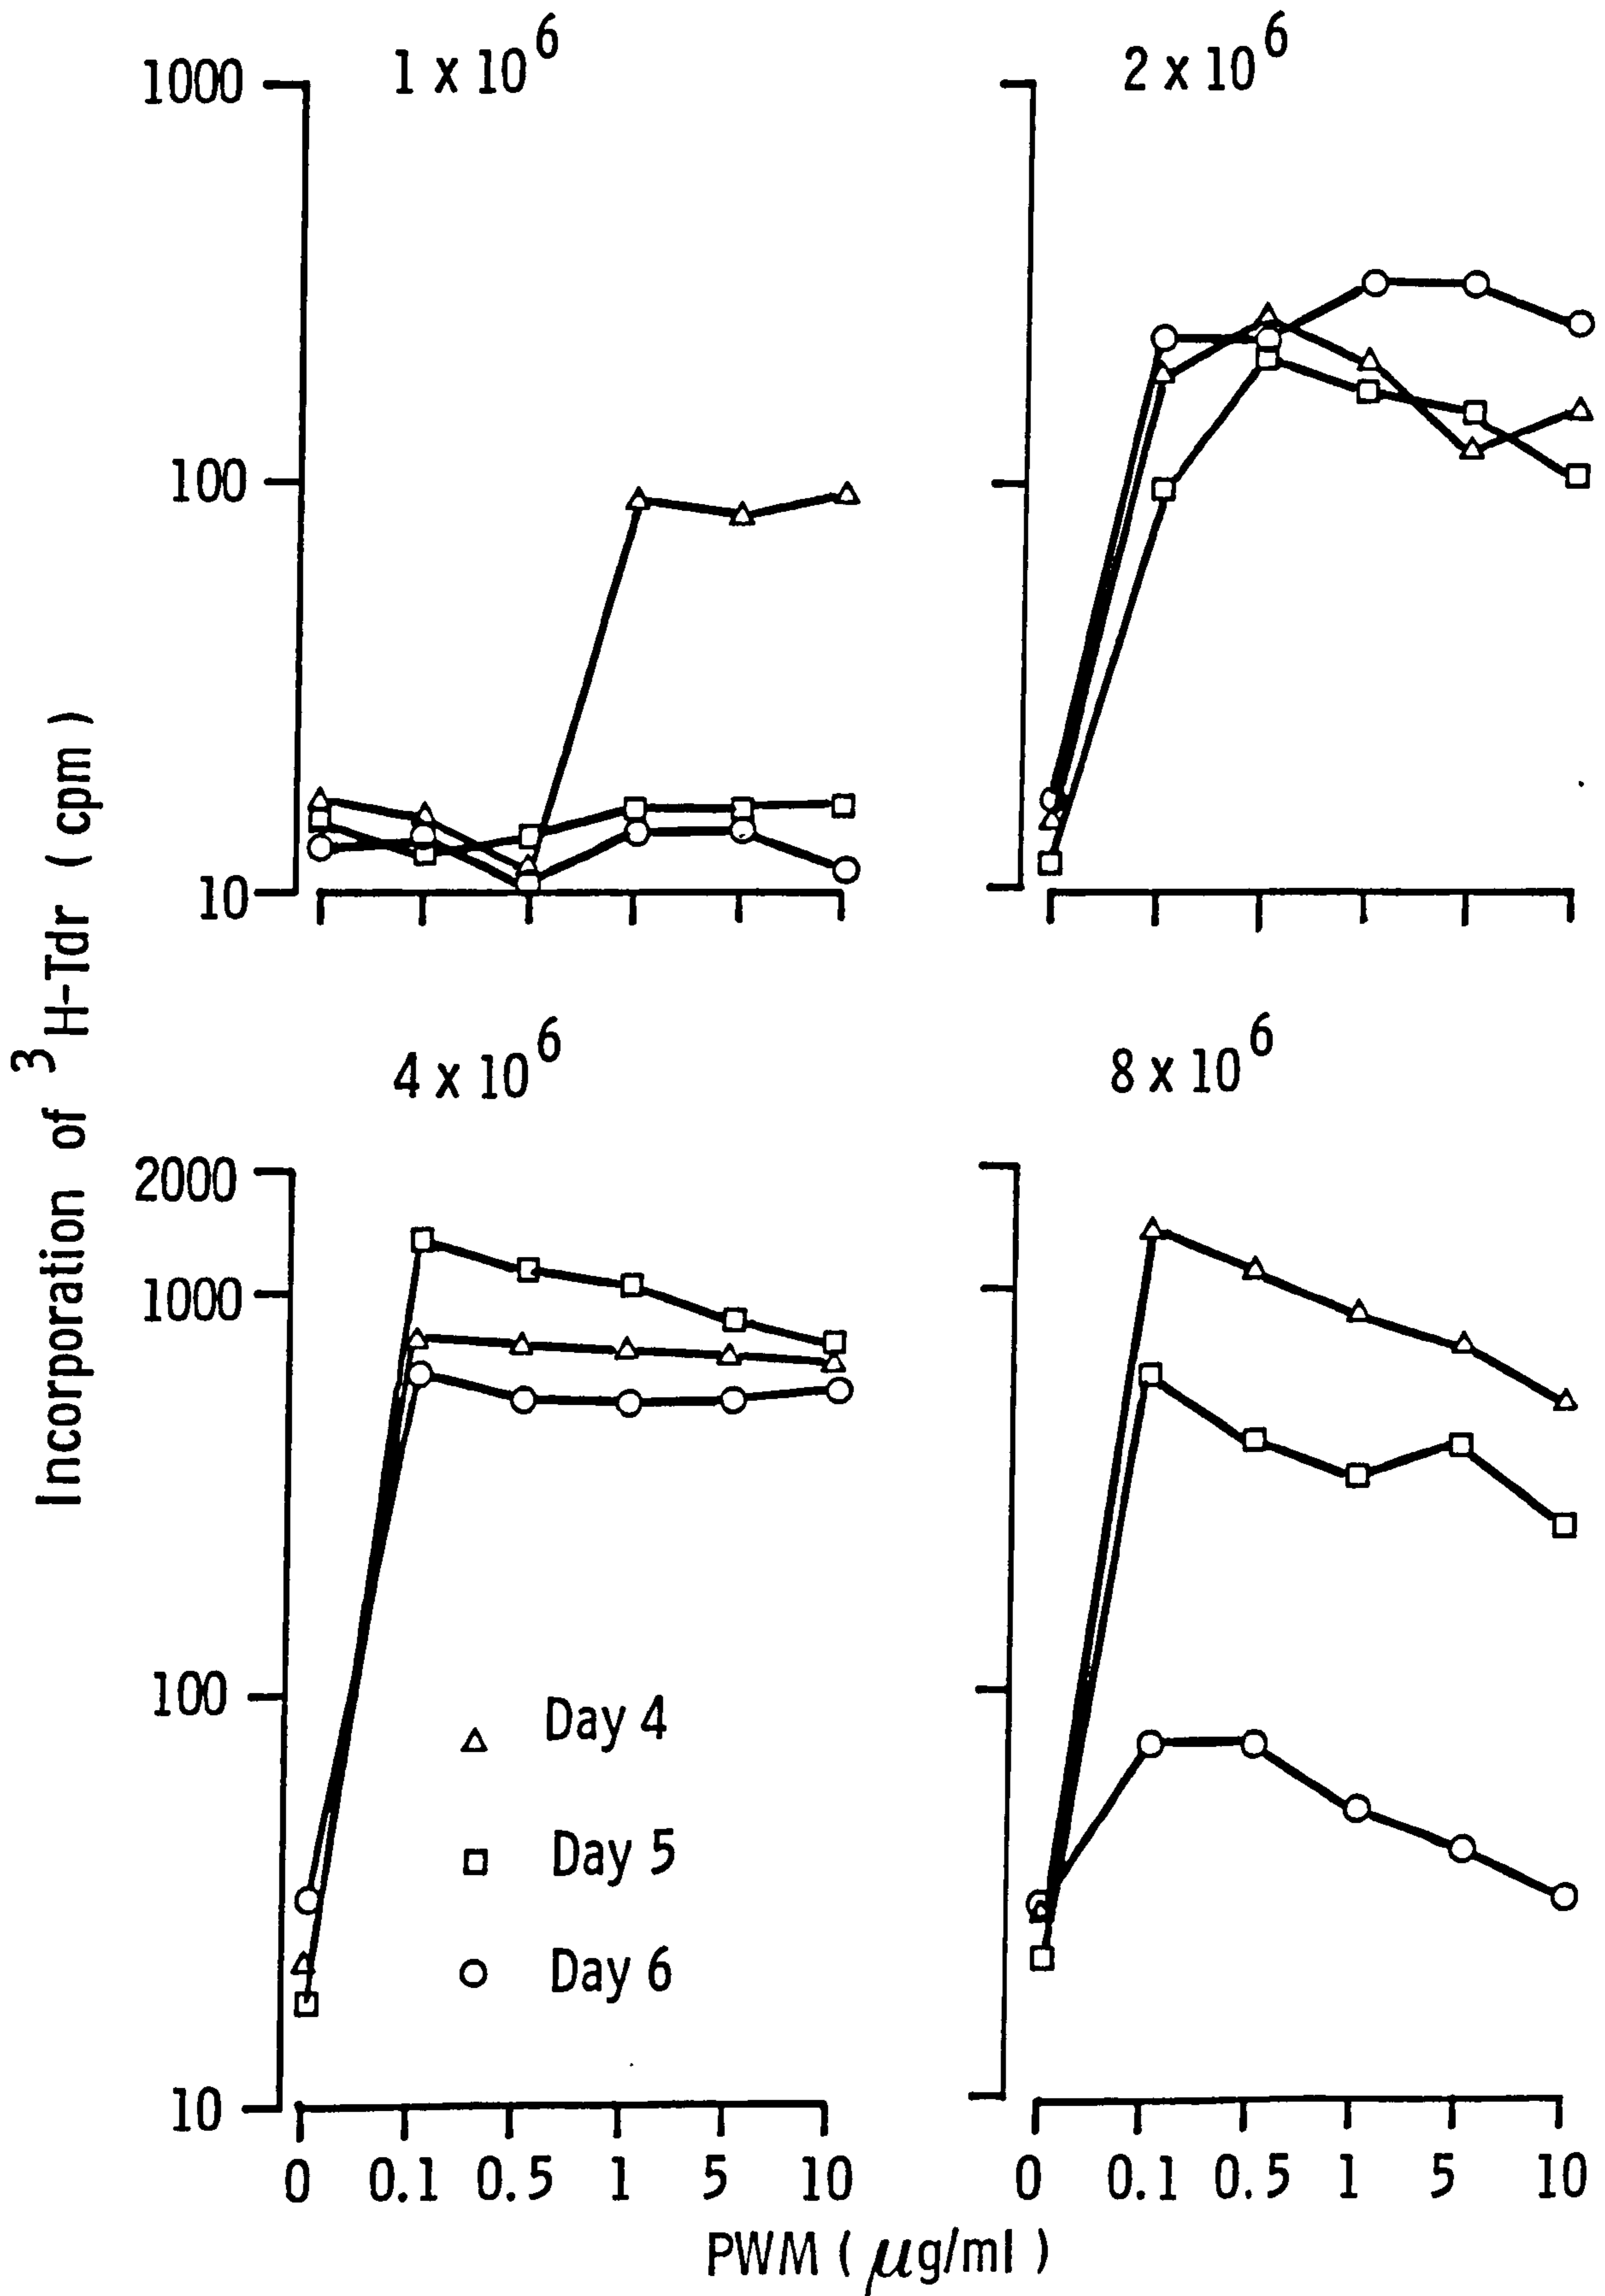 1 x 10^6
2 x 10^6
1000
100
10
Incorporation of ³H-Tdr (cpm)
4 x 10^6
8 x 10^6
2000
1000
100
10
Day 4
Day 5
Day 6
0 0.1 0.5 1 5 10
0 0.1 0.5 1 5 10
PWM (μg/ml)